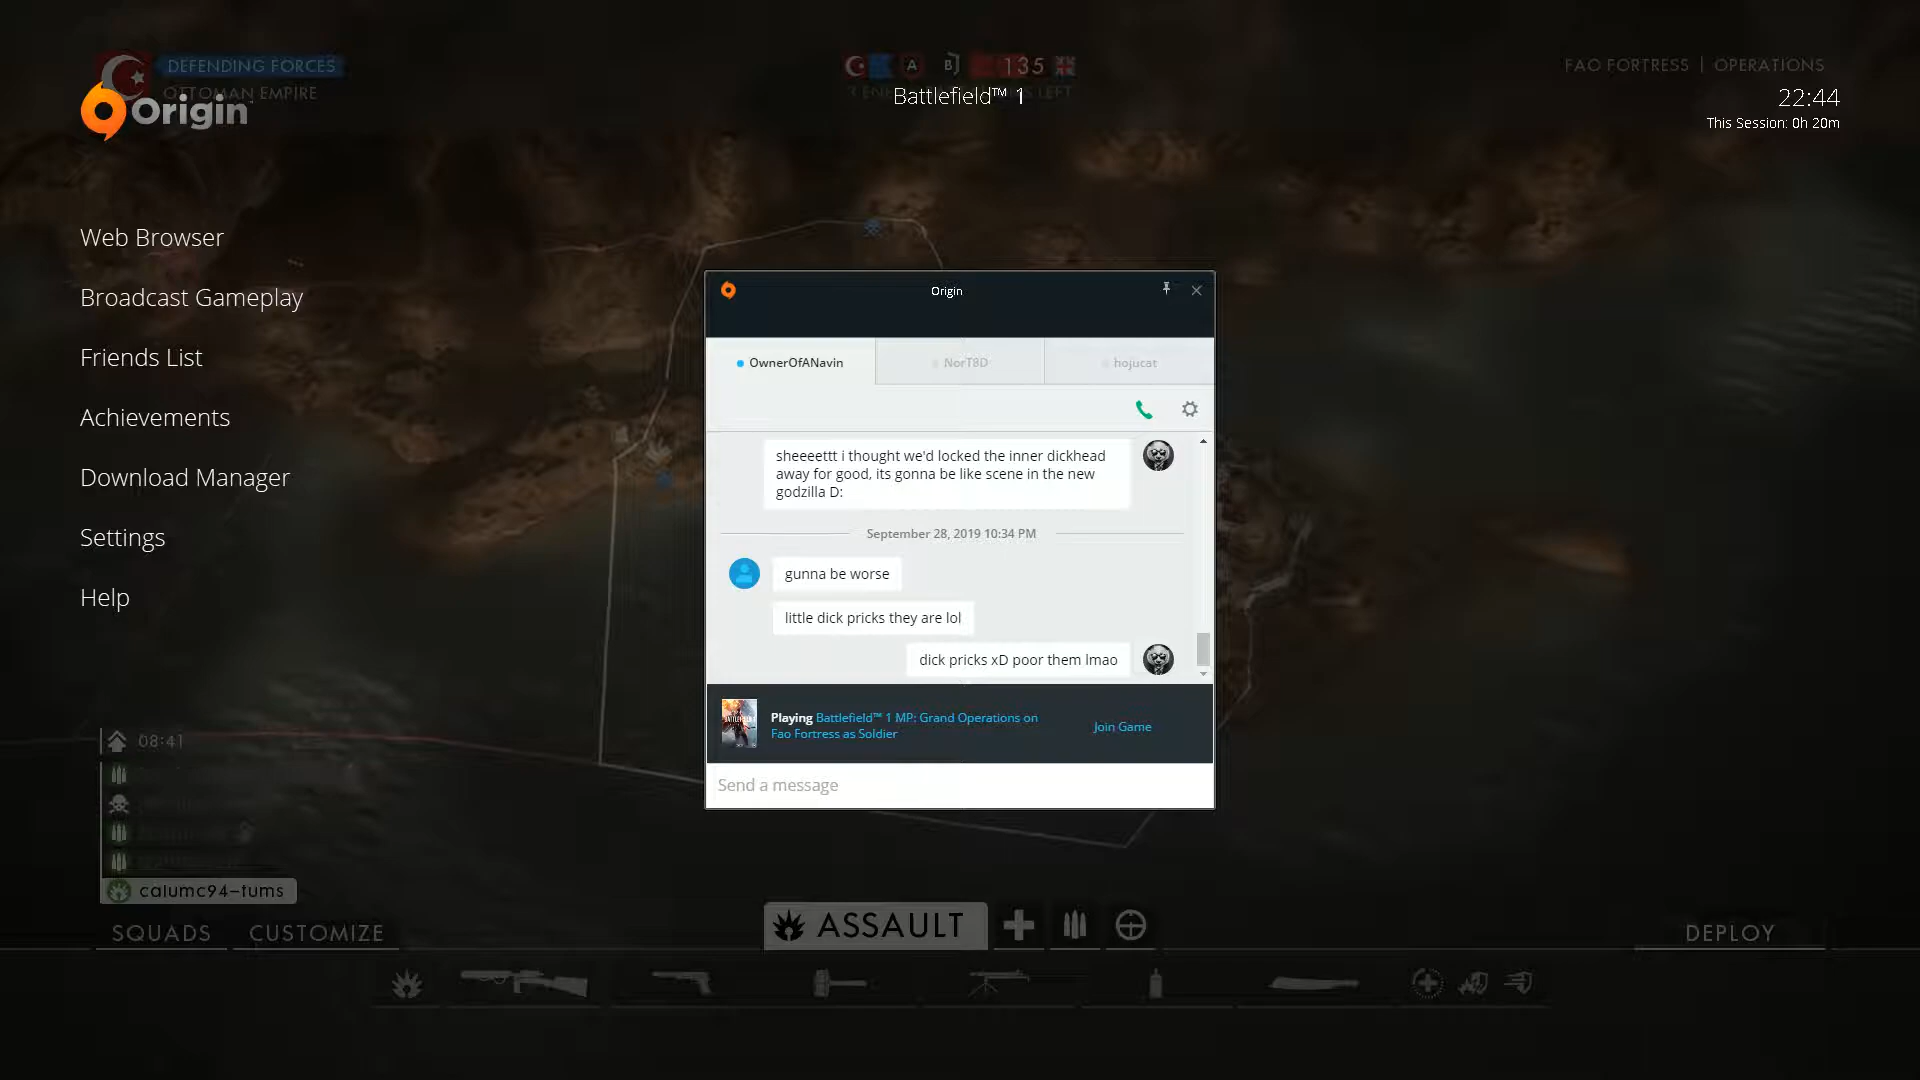 DEFENDING FORCES
OTTOMAN EMPIRE
Origin
A B 135
LEFT
Battlefield™ 1
FAO FORTRESS | OPERATIONS
22:44
This Session: 0h 20m
Web Browser
Broadcast Gameplay
Friends List
Achievements
Download Manager
Settings
Help
Origin
OwnerOfANavin
NorT8D
hojucat
sheeeettt i thought we'd locked the inner dickhead
away for good, its gonna be like scene in the new
godzilla D:
September 28, 2019 10:34 PM
gunna be worse
little dick pricks they are lol
dick pricks xD poor them lmao
Playing Battlefield™ 1 MP: Grand Operations on
Fao Fortress as Soldier
Join Game
Send a message
08:41
calumc94-tums
SQUADS
CUSTOMIZE
ASSAULT
DEPLOY